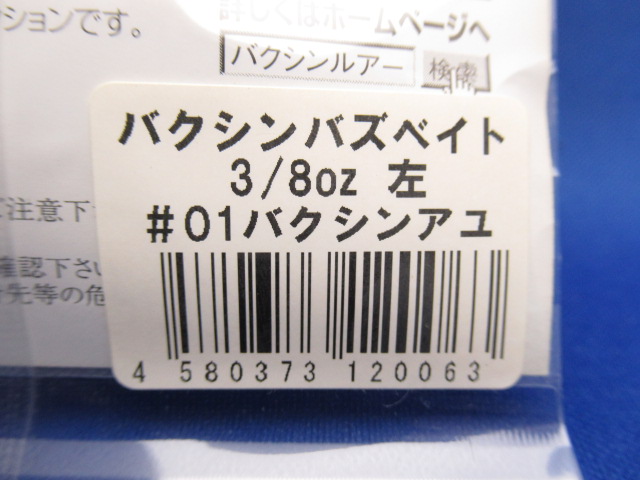 ションです。
詳しくはホームページへ
バクシンルアー
検索
バクシンバズベイト
3/8oz 左
#01バクシンアユ
ご注意下
確認下さい
先等の危
4 580373 120063